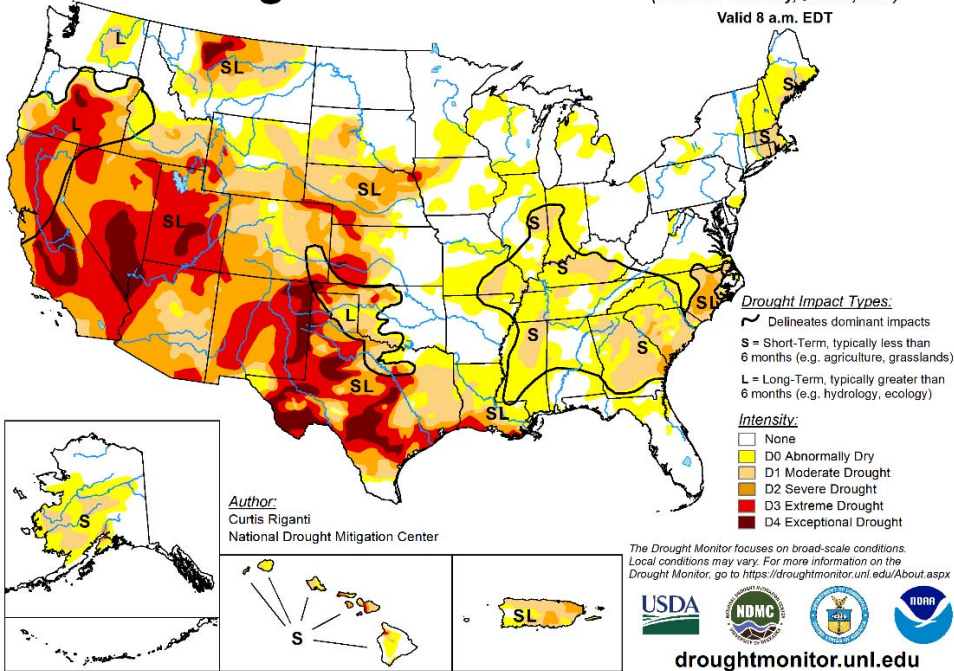 Valid 8 a.m. EDT
L
SL
S
L
S
SL
SL
S
S
L
SL
S
S
SL
SL
Drought Impact Types:
Delineates dominant impacts
S = Short-Term, typically less than
6 months (e.g. agriculture, grasslands)
L = Long-Term, typically greater than
6 months (e.g. hydrology, ecology)
Intensity:
None
D0 Abnormally Dry
D1 Moderate Drought
D2 Severe Drought
D3 Extreme Drought
D4 Exceptional Drought
S
Author:
Curtis Riganti
National Drought Mitigation Center
S
SL
The Drought Monitor focuses on broad-scale conditions.
Local conditions may vary. For more information on the
Drought Monitor, go to https://droughtmonitor.unl.edu/About.aspx
USDA
NDMC
NOAA
droughtmonitor.unl.edu